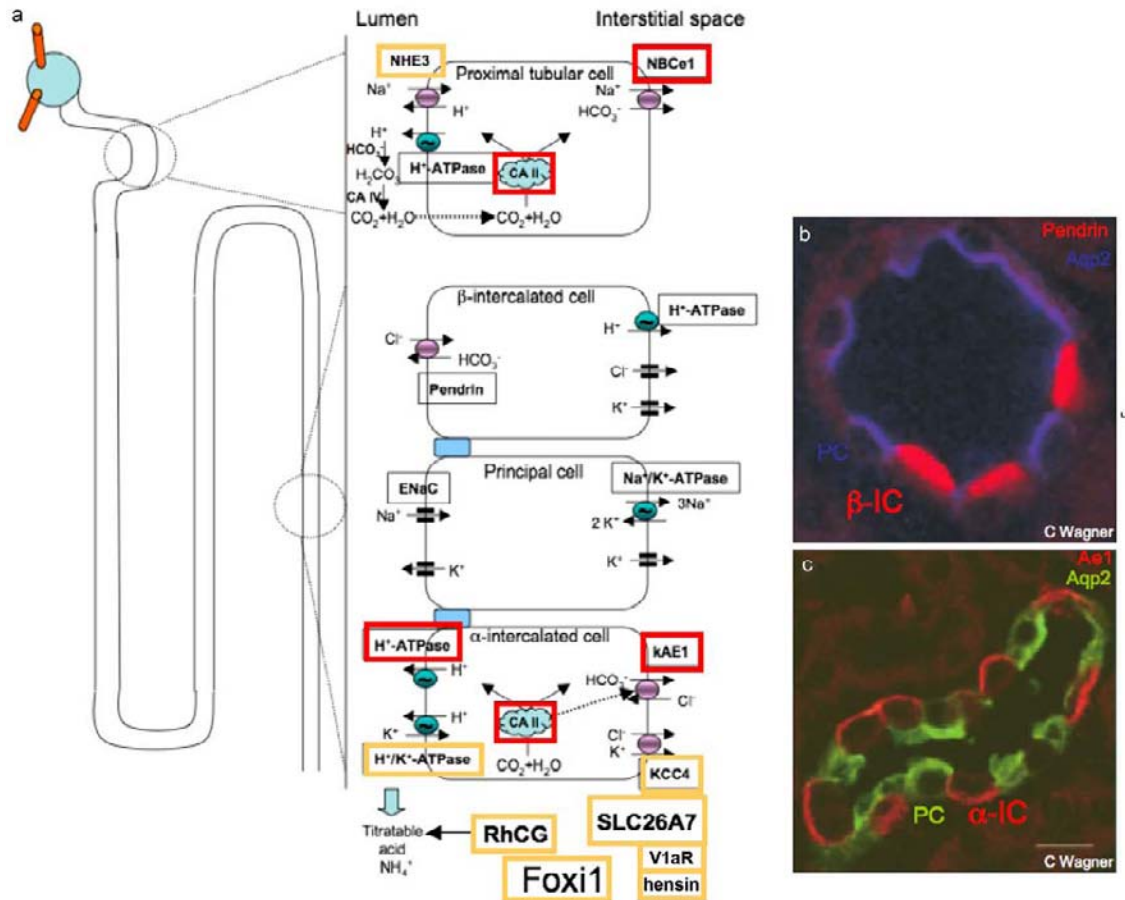 a
Lumen
Interstitial space
NHE3
NBCe1
Proximal tubular cell
Na⁺
H⁺
Na⁺
HCO₃⁻
H⁺
HCO₃⁻
H⁺-ATPase
CA II
H₂CO₃
CA IV
CO₂+H₂O
CO₂+H₂O
β-intercalated cell
H⁺-ATPase
H⁺
Cl⁻
HCO₃⁻
Cl⁻
Pendrin
K⁺
Principal cell
ENaC
Na⁺/K⁺-ATPase
Na⁺
3Na⁺
2 K⁺
K⁺
K⁺
α-intercalated cell
H⁺-ATPase
kAE1
H⁺
HCO₃⁻
Cl⁻
H⁺
CA II
K⁺
Cl⁻
K⁺
H⁺/K⁺-ATPase
CO₂+H₂O
KCC4
Titratable
acid
NH₄⁺
RhCG
SLC26A7
Foxi1
V1aR
hensin
b
Pendrin
Aqp2
PC
β-IC
C Wagner
c
Ae1
Aqp2
PC
α-IC
C Wagner